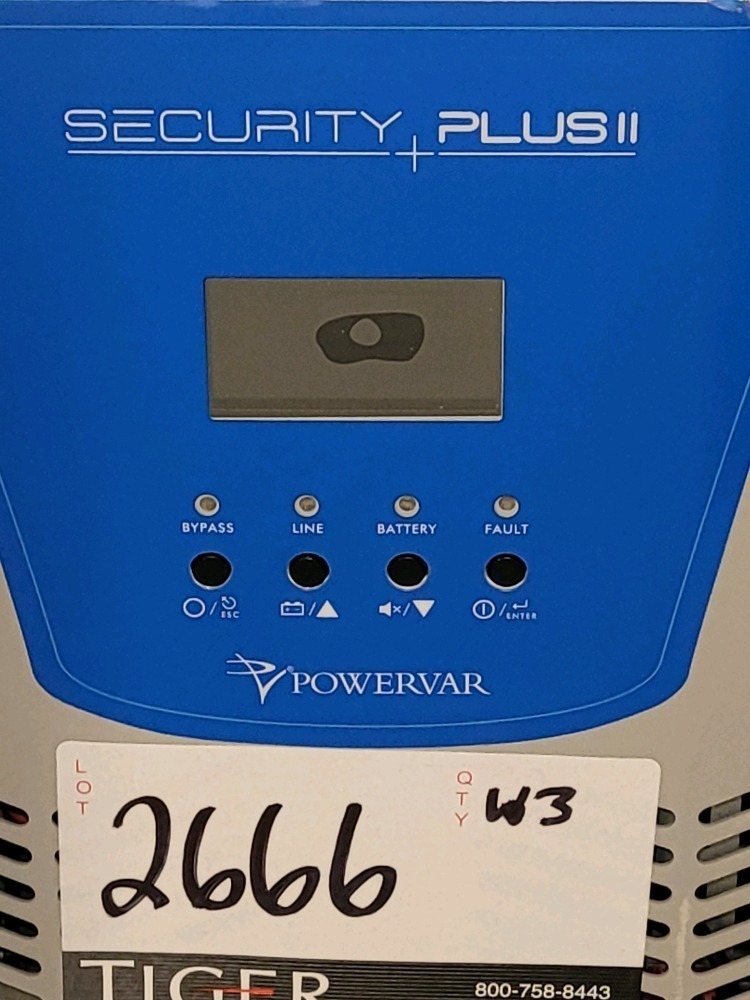 SECURITY PLUS II
BYPASS LINE BATTERY FAULT
ESC ENTER
POWERVAR
LOT QTY W3
2666
TIGER 800-758-8443